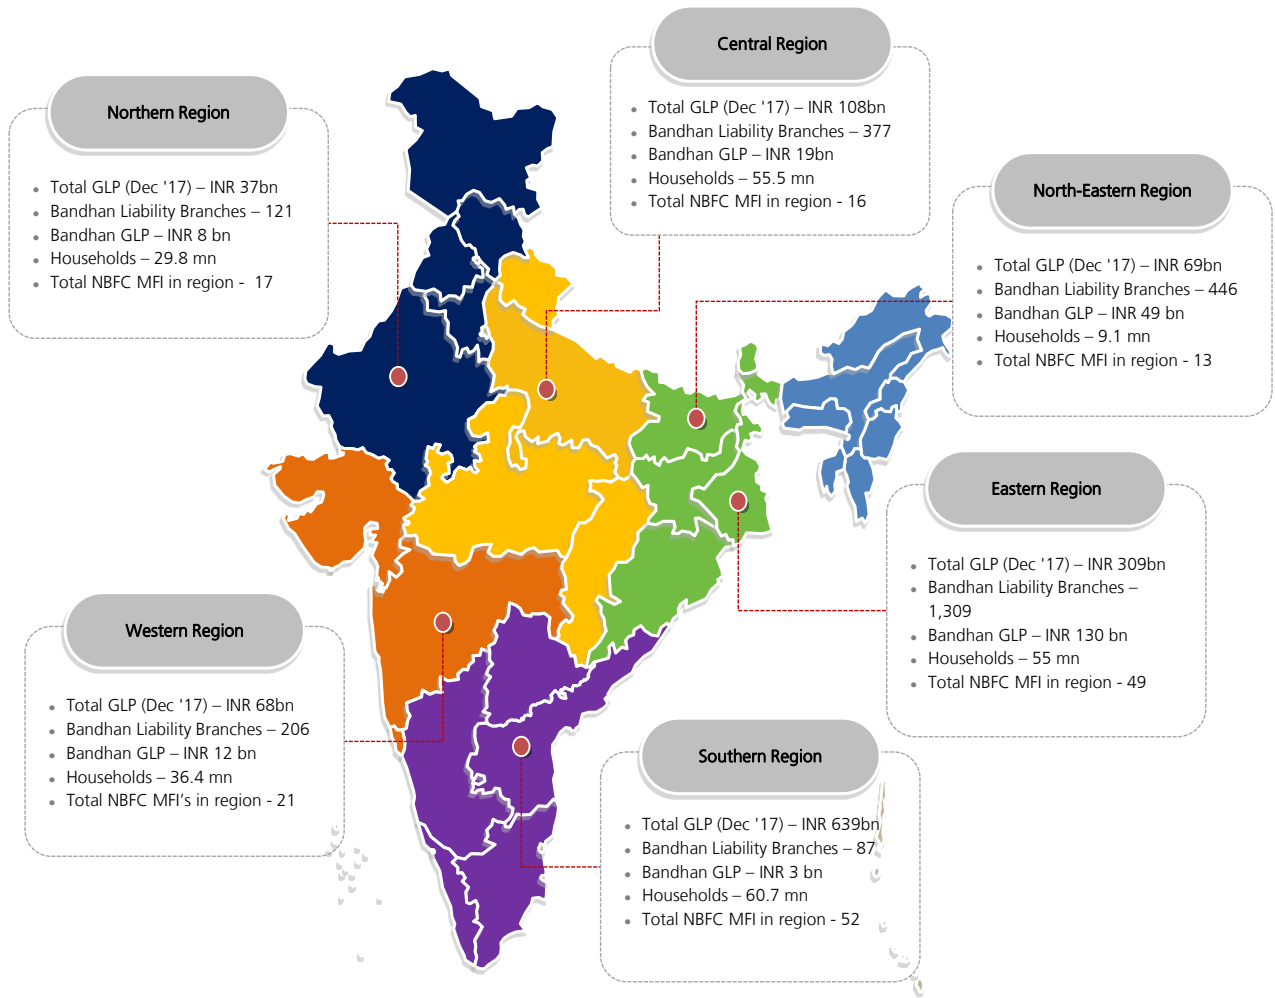 Central Region
• Total GLP (Dec '17) – INR 108bn
• Bandhan Liability Branches – 377
• Bandhan GLP – INR 19bn
• Households – 55.5 mn
• Total NBFC MFI in region - 16
Northern Region
• Total GLP (Dec '17) – INR 37bn
• Bandhan Liability Branches – 121
• Bandhan GLP – INR 8 bn
• Households – 29.8 mn
• Total NBFC MFI in region -  17
North-Eastern Region
• Total GLP (Dec '17) – INR 69bn
• Bandhan Liability Branches – 446
• Bandhan GLP – INR 49 bn
• Households – 9.1 mn
• Total NBFC MFI in region - 13
Eastern Region
• Total GLP (Dec '17) – INR 309bn
• Bandhan Liability Branches –
1,309
• Bandhan GLP – INR 130 bn
• Households – 55 mn
• Total NBFC MFI in region - 49
Western Region
• Total GLP (Dec '17) – INR 68bn
• Bandhan Liability Branches – 206
• Bandhan GLP – INR 12 bn
• Households – 36.4 mn
• Total NBFC MFI’s in region - 21
Southern Region
• Total GLP (Dec '17) – INR 639bn
• Bandhan Liability Branches – 87
• Bandhan GLP – INR 3 bn
• Households – 60.7 mn
• Total NBFC MFI in region - 52